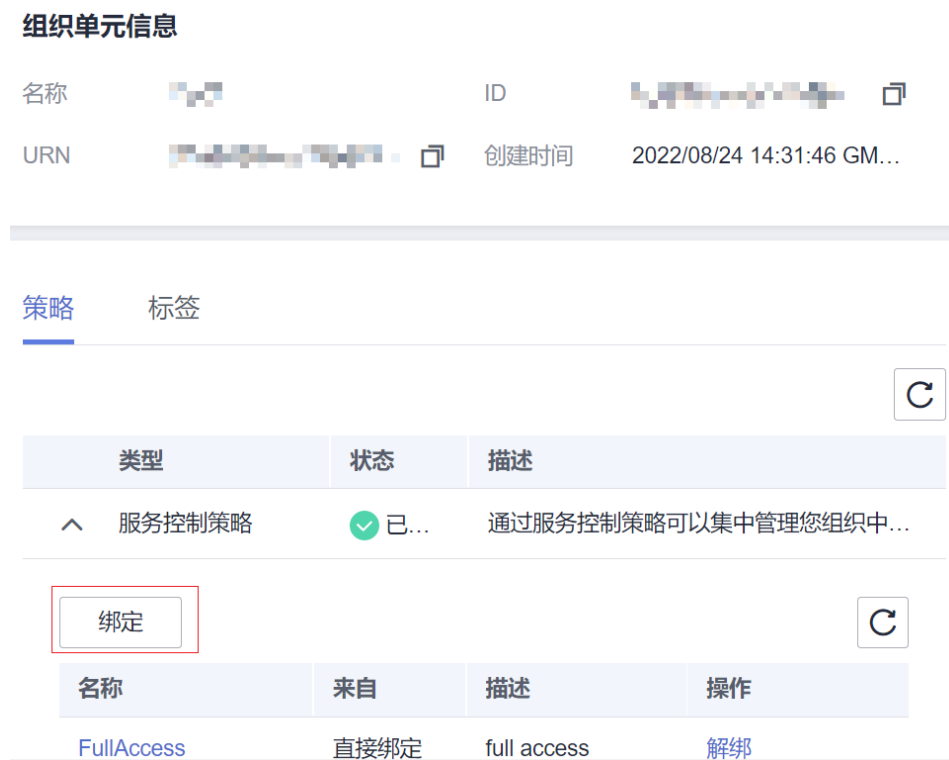 组织单元信息
名称 ID
URN 创建时间 2022/08/24 14:31:46 GM...
策略 标签
类型 状态 描述
服务控制策略 已... 通过服务控制策略可以集中管理您组织中...
绑定
名称 来自 描述 操作
FullAccess 直接绑定 full access 解绑